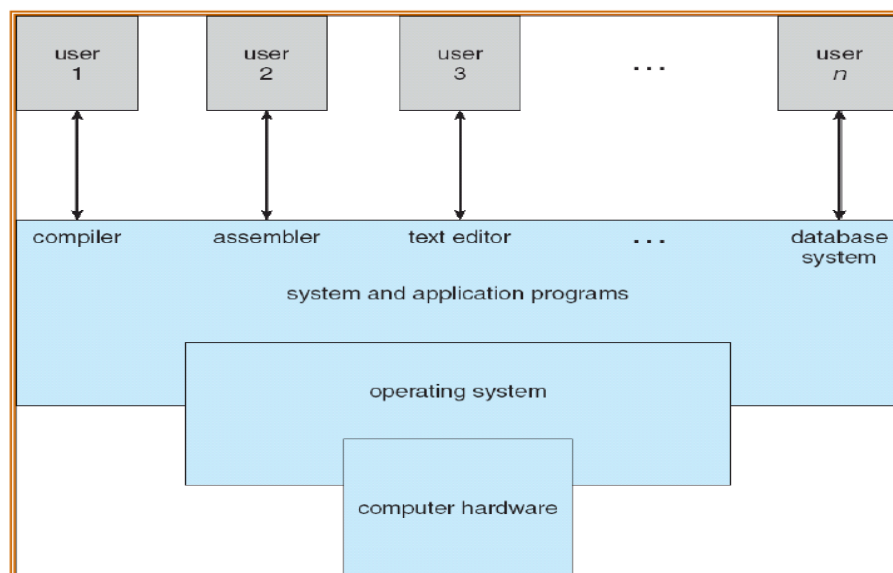 user
1
user
2
user
3
...
user
n
compiler
assembler
text editor
...
database
system
system and application programs
operating system
computer hardware